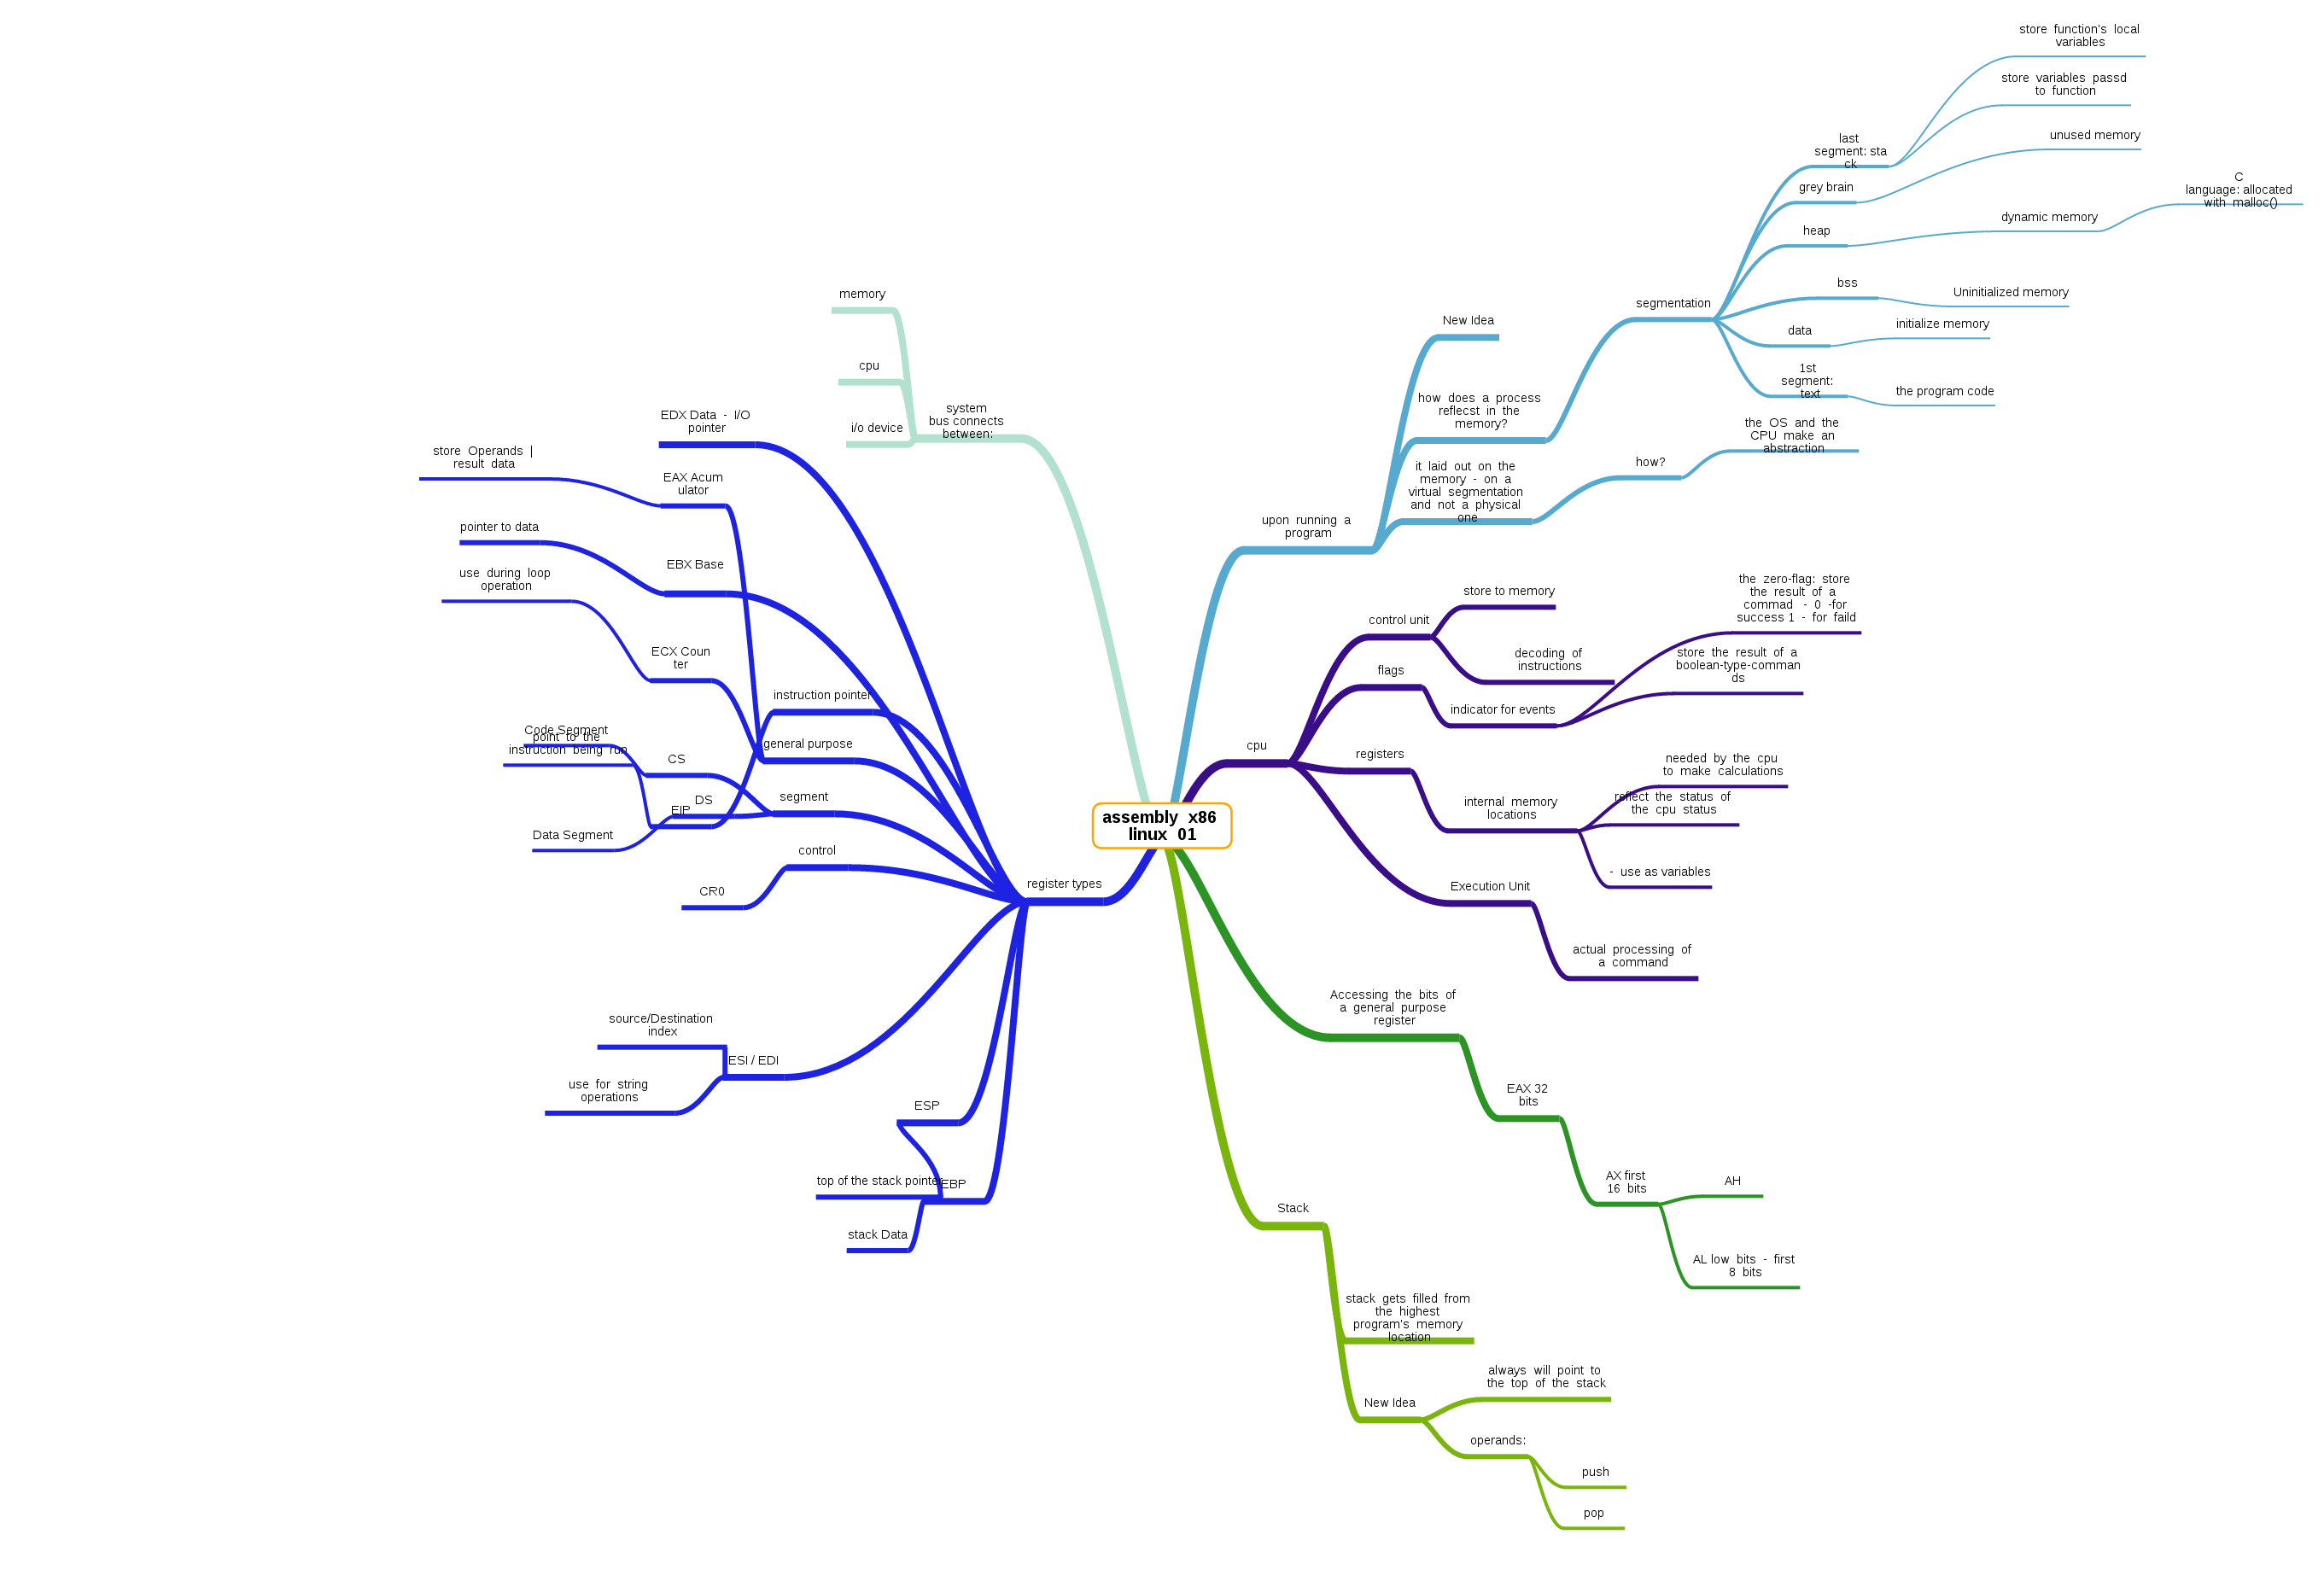 assembly x86
linux 01
system
bus connects
between:
memory
cpu
i/o device
upon running a
program
New Idea
how does a process
reflecst in the
memory?
segmentation
last
segment: sta
ck
store function's local
variables
store variables passd
to function
grey brain
unused memory
heap
dynamic memory
C
language: allocated
with malloc()
bss
Uninitialized memory
data
initialize memory
1st
segment:
text
the program code
it laid out on the
memory - on a
virtual segmentation
and not a physical
one
how?
the OS and the
CPU make an
abstraction
cpu
control unit
store to memory
decoding of
instructions
flags
indicator for events
the zero-flag: store
the result of a
commad - 0 -for
success 1 - for faild
store the result of a
boolean-type-comman
ds
registers
internal memory
locations
needed by the cpu
to make calculations
reflect the status of
the cpu status
- use as variables
Execution Unit
actual processing of
a command
Accessing the bits of
a general purpose
register
EAX 32
bits
AX first
16 bits
AH
AL low bits - first
8 bits
Stack
stack gets filled from
the highest
program's memory
location
New Idea
always will point to
the top of the stack
operands:
push
pop
register types
EDX Data - I/O
pointer
EBX Base
pointer to data
instruction pointer
EIP
point to the
instruction being run
general purpose
EAX Acum
ulator
store Operands |
result data
ECX Coun
ter
use during loop
operation
segment
CS
Code Segment
DS
Data Segment
control
CR0
ESI / EDI
source/Destination
index
use for string
operations
ESP
top of the stack pointer
EBP
stack Data